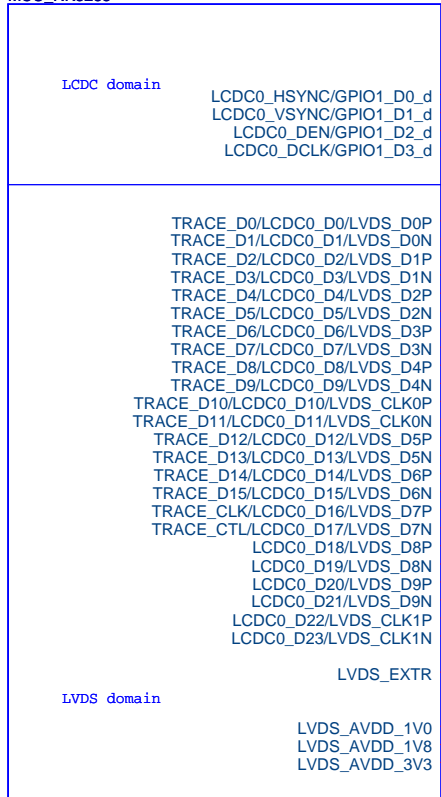 LCDC domain
LCDC0_HSYNC/GPIO1_D0_d
LCDC0_VSYNC/GPIO1_D1_d
LCDC0_DEN/GPIO1_D2_d
LCDC0_DCLK/GPIO1_D3_d
TRACE_D0/LCDC0_D0/LVDS_D0P
TRACE_D1/LCDC0_D1/LVDS_D0N
TRACE_D2/LCDC0_D2/LVDS_D1P
TRACE_D3/LCDC0_D3/LVDS_D1N
TRACE_D4/LCDC0_D4/LVDS_D2P
TRACE_D5/LCDC0_D5/LVDS_D2N
TRACE_D6/LCDC0_D6/LVDS_D3P
TRACE_D7/LCDC0_D7/LVDS_D3N
TRACE_D8/LCDC0_D8/LVDS_D4P
TRACE_D9/LCDC0_D9/LVDS_D4N
TRACE_D10/LCDC0_D10/LVDS_CLK0P
TRACE_D11/LCDC0_D11/LVDS_CLK0N
TRACE_D12/LCDC0_D12/LVDS_D5P
TRACE_D13/LCDC0_D13/LVDS_D5N
TRACE_D14/LCDC0_D14/LVDS_D6P
TRACE_D15/LCDC0_D15/LVDS_D6N
TRACE_CLK/LCDC0_D16/LVDS_D7P
TRACE_CTL/LCDC0_D17/LVDS_D7N
LCDC0_D18/LVDS_D8P
LCDC0_D19/LVDS_D8N
LCDC0_D20/LVDS_D9P
LCDC0_D21/LVDS_D9N
LCDC0_D22/LVDS_CLK1P
LCDC0_D23/LVDS_CLK1N
LVDS_EXTR
LVDS domain
LVDS_AVDD_1V0
LVDS_AVDD_1V8
LVDS_AVDD_3V3